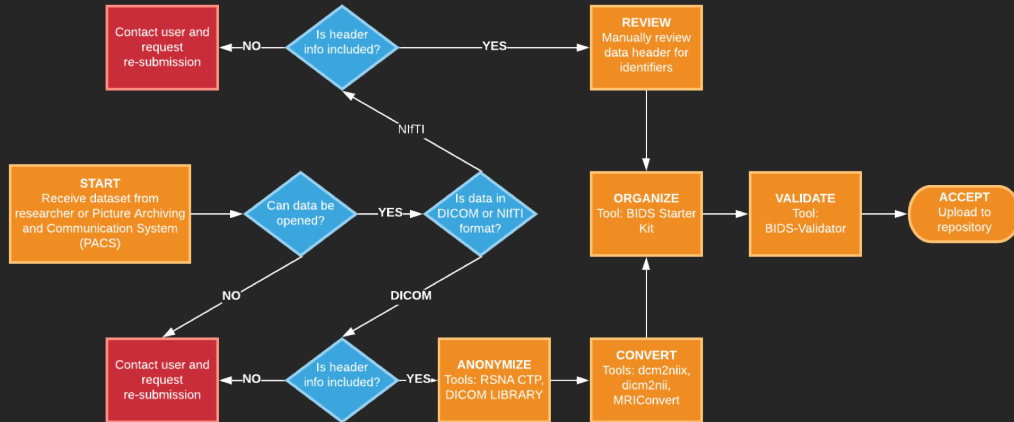 Contact user and
request
re-submission
NO
Is header
info included?
YES
REVIEW
Manually review
data header for
identifiers
NIfTI
START
Receive dataset from
researcher or Picture Archiving
and Communication System
(PACS)
Can data be
opened?
YES
Is data in
DICOM or NIfTI
format?
ORGANIZE
Tool: BIDS Starter
Kit
VALIDATE
Tool:
BIDS-Validator
ACCEPT
Upload to
repository
NO
DICOM
Contact user and
request
re-submission
NO
Is header
info included?
YES
ANONYMIZE
Tools: RSNA CTP,
DICOM LIBRARY
CONVERT
Tools: dcm2niix,
dicm2nii,
MRIConvert